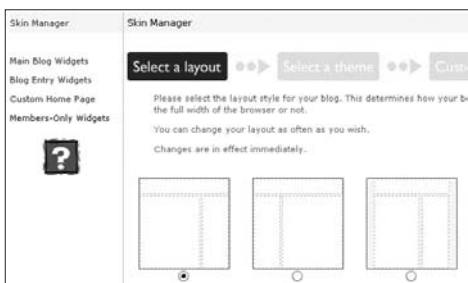 Skin Manager
Main Blog Widgets
Blog Entry Widgets
Custom Home Page
Members-Only Widgets
?
Skin Manager
Select a layout
Select a theme
Please select the layout style for your blog. This determines how your
the full width of the browser or not.
You can change your layout as often as you wish.
Changes are in effect immediately.